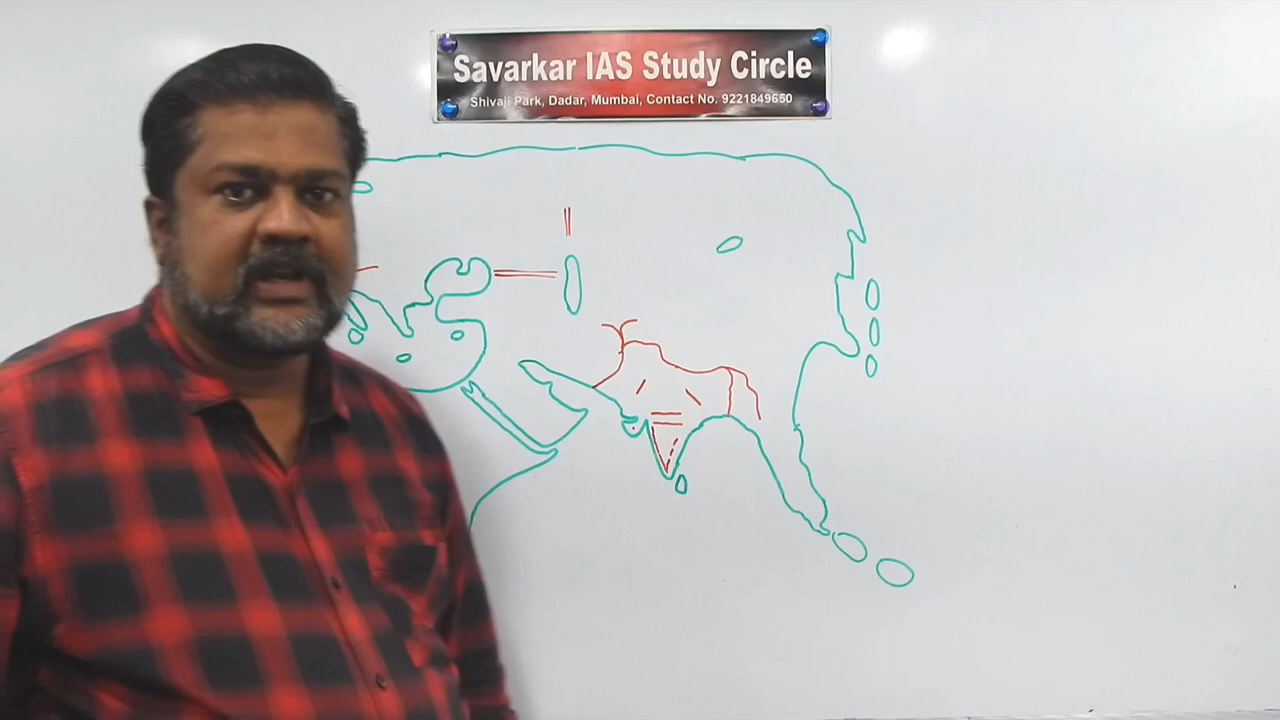 Savarkar IAS Study Circle
Shivaji Park, Dadar, Mumbai, Contact No. 9221849650